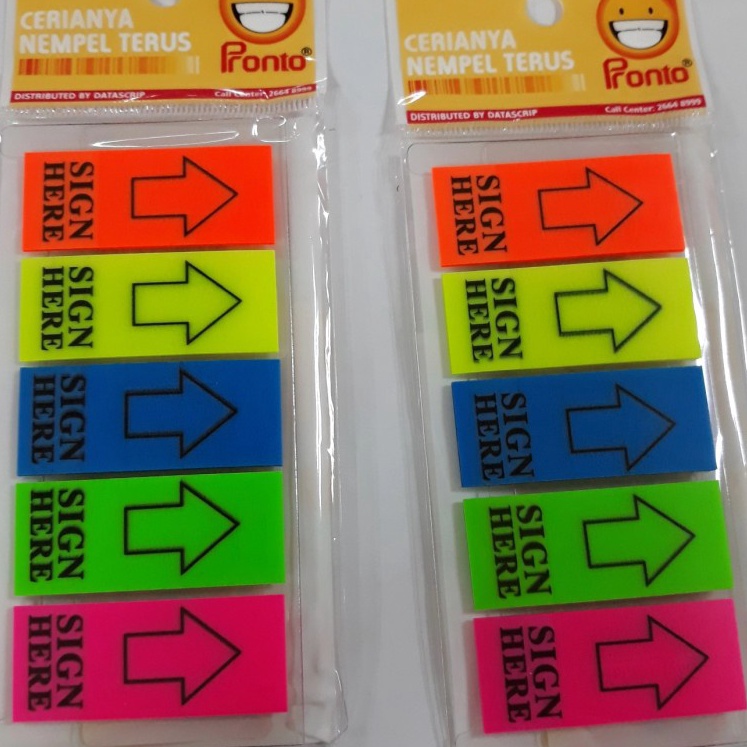 CERIANYA
NEMPEL TERUS
Pronto®
DISTRIBUTED BY DATASCRIP
Call Center: 2664 8999
SIGN
HERE
SIGN
HERE
SIGN
HERE
SIGN
HERE
SIGN
HERE
CERIANYA
NEMPEL TERUS
Pronto®
DISTRIBUTED BY DATASCRIP
Call Center: 2664 8999
SIGN
HERE
SIGN
HERE
SIGN
HERE
SIGN
HERE
SIGN
HERE